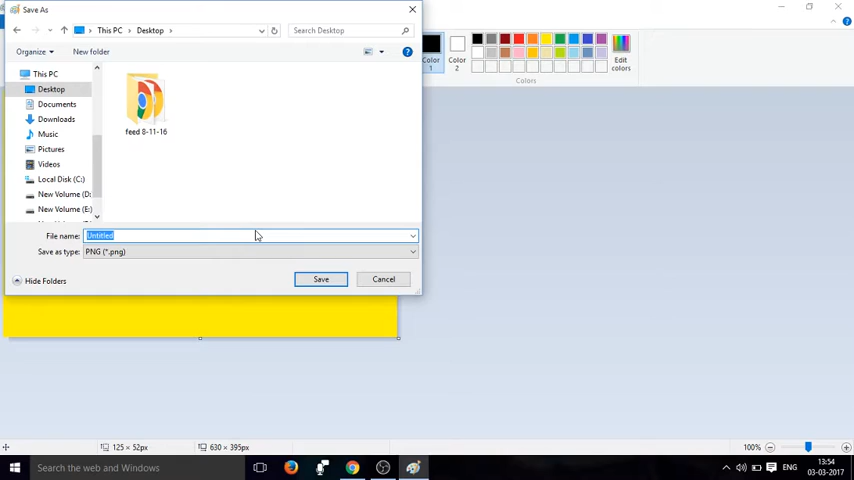 Save As
This PC
Desktop
Search Desktop
Organize
New folder
This PC
Desktop
Documents
Downloads
Music
Pictures
Videos
Local Disk (C:)
New Volume (D:
New Volume (E:)
feed 8-11-16
File name:
Untitled
Save as type:
PNG (*.png)
Hide Folders
Save
Cancel
Color
1
Color
2
Edit
colors
Colors
125 × 52px
630 × 395px
100%
Search the web and Windows
ENG
13:54
03-03-2017